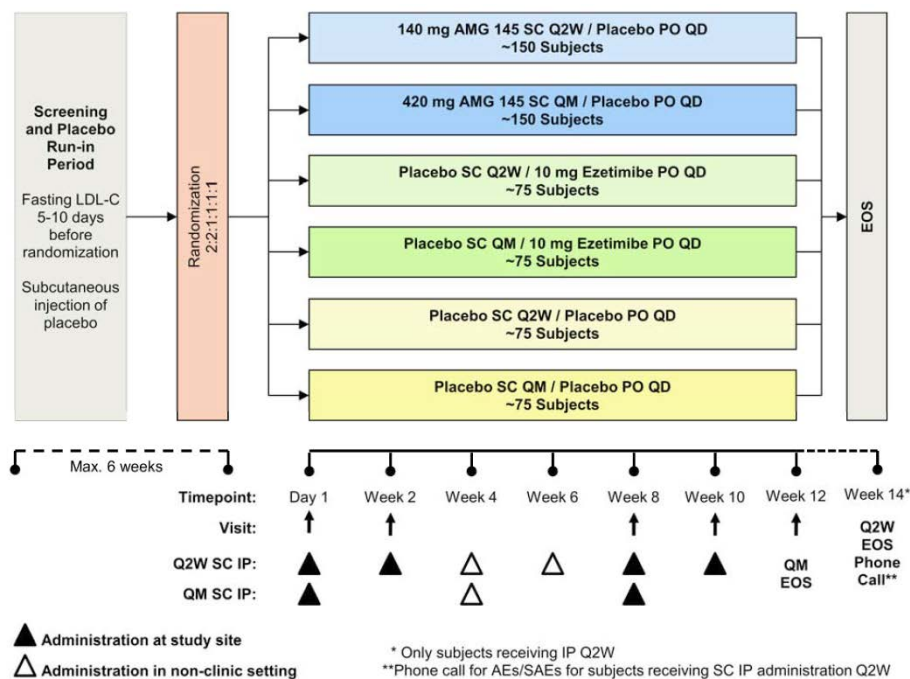 Screening
and Placebo
Run-in
Period
Fasting LDL-C
5-10 days
before
randomization
Subcutaneous
injection of
placebo
Randomization
2:2:1:1:1:1
140 mg AMG 145 SC Q2W / Placebo PO QD
~150 Subjects
420 mg AMG 145 SC QM / Placebo PO QD
~150 Subjects
Placebo SC Q2W / 10 mg Ezetimibe PO QD
~75 Subjects
Placebo SC QM / 10 mg Ezetimibe PO QD
~75 Subjects
Placebo SC Q2W / Placebo PO QD
~75 Subjects
Placebo SC QM / Placebo PO QD
~75 Subjects
EOS
Max. 6 weeks
Timepoint: Day 1 Week 2 Week 4 Week 6 Week 8 Week 10 Week 12 Week 14*
Visit:
Q2W SC IP:
QM SC IP:
QM
EOS
Q2W
EOS
Phone
Call**
Administration at study site
Administration in non-clinic setting
* Only subjects receiving IP Q2W
**Phone call for AEs/SAEs for subjects receiving SC IP administration Q2W